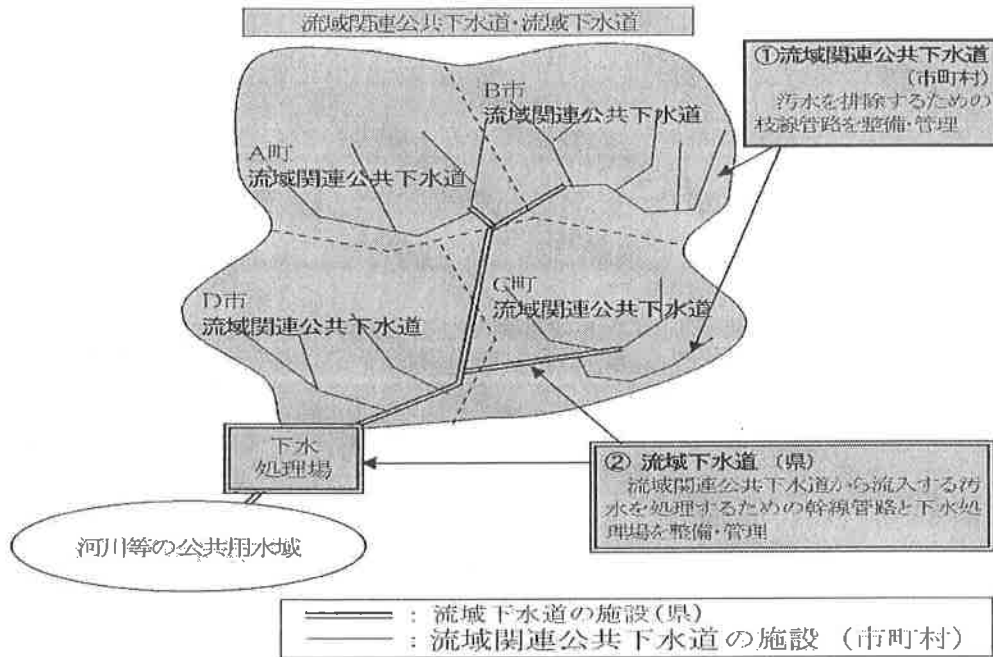 流域関連公共下水道・流域下水道
①流域関連公共下水道
(市町村)
汚水を排除するための
枝線管路を整備・管理
B市
流域関連公共下水道
A町
流域関連公共下水道
C町
流域関連公共下水道
D市
流域関連公共下水道
下水
処理場
② 流域下水道 (県)
流域関連公共下水道から流入する汚
水を処理するための幹線管路と下水処
理場を整備・管理
河川等の公共用水域
: 流域下水道の施設(県)
: 流域関連公共下水道の施設 (市町村)